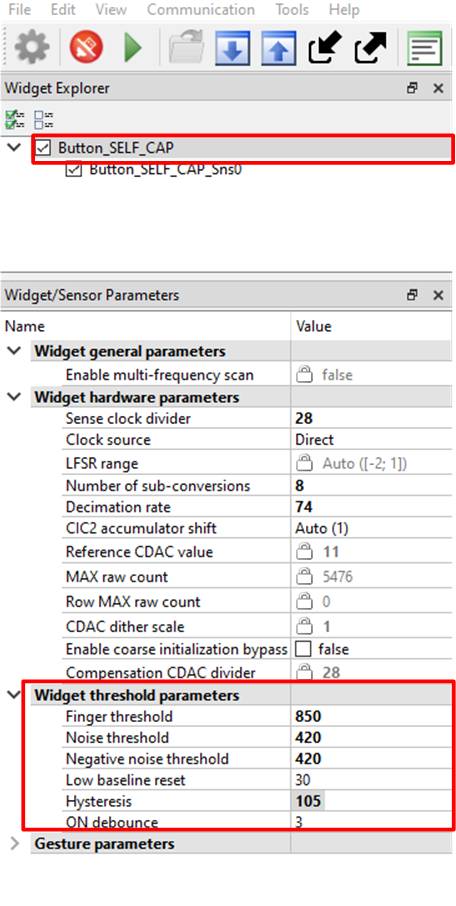 File Edit View Communication Tools Help
Widget Explorer
Button_SELF_CAP
Button_SELF_CAP_Sns0
Widget/Sensor Parameters
Name Value
Widget general parameters
Enable multi-frequency scan false
Widget hardware parameters
Sense clock divider 28
Clock source Direct
LFSR range Auto ([-2; 1])
Number of sub-conversions 8
Decimation rate 74
CIC2 accumulator shift Auto (1)
Reference CDAC value 11
MAX raw count 5476
Row MAX raw count 0
CDAC dither scale 1
Enable coarse initialization bypass false
Compensation CDAC divider 28
Widget threshold parameters
Finger threshold 850
Noise threshold 420
Negative noise threshold 420
Low baseline reset 30
Hysteresis 105
ON debounce 3
Gesture parameters